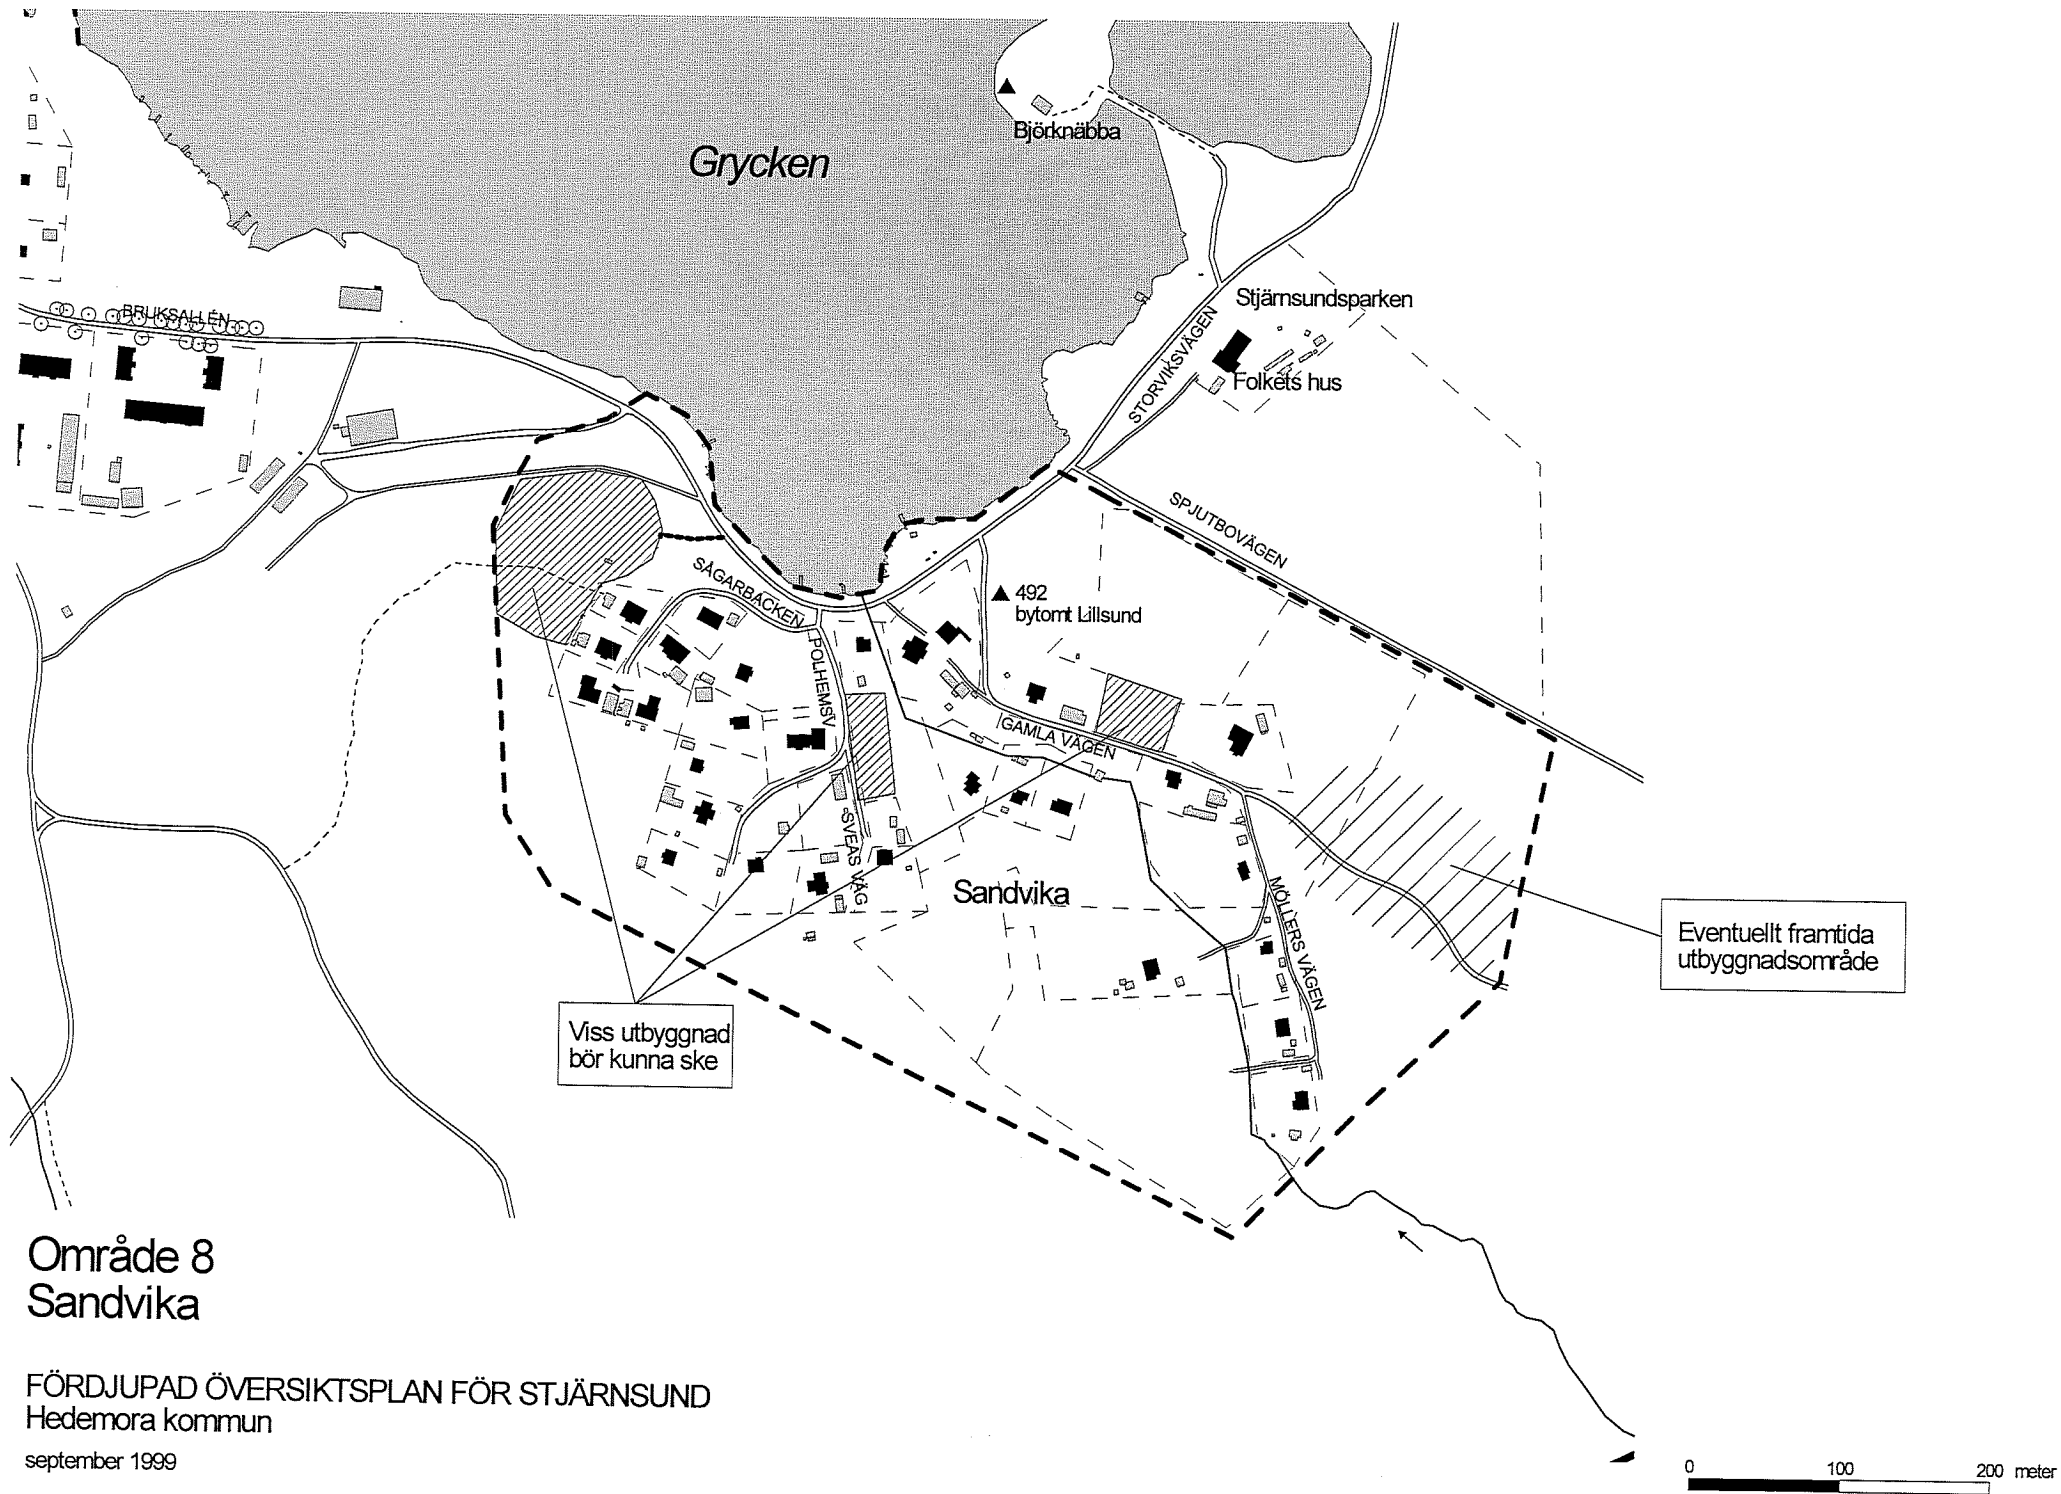 Björknäbba
Grycken
Stjärnsundsparken
BRUKSALLÉN
STORVIKSVÄGEN
Folkets hus
SPJUTBOVÄGEN
SÅGARBACKEN
492
bytomt Lillsund
POLHEMSV
GAMLA VÄGEN
SVEAS VÄG
Sandvika
MÖLLERS VÄGEN
Eventuellt framtida
utbyggnadsområde
Viss utbyggnad
bör kunna ske
Område 8
Sandvika
FÖRDJUPAD ÖVERSIKTSPLAN FÖR STJÄRNSUND
Hedemora kommun
september 1999
0 100 200 meter